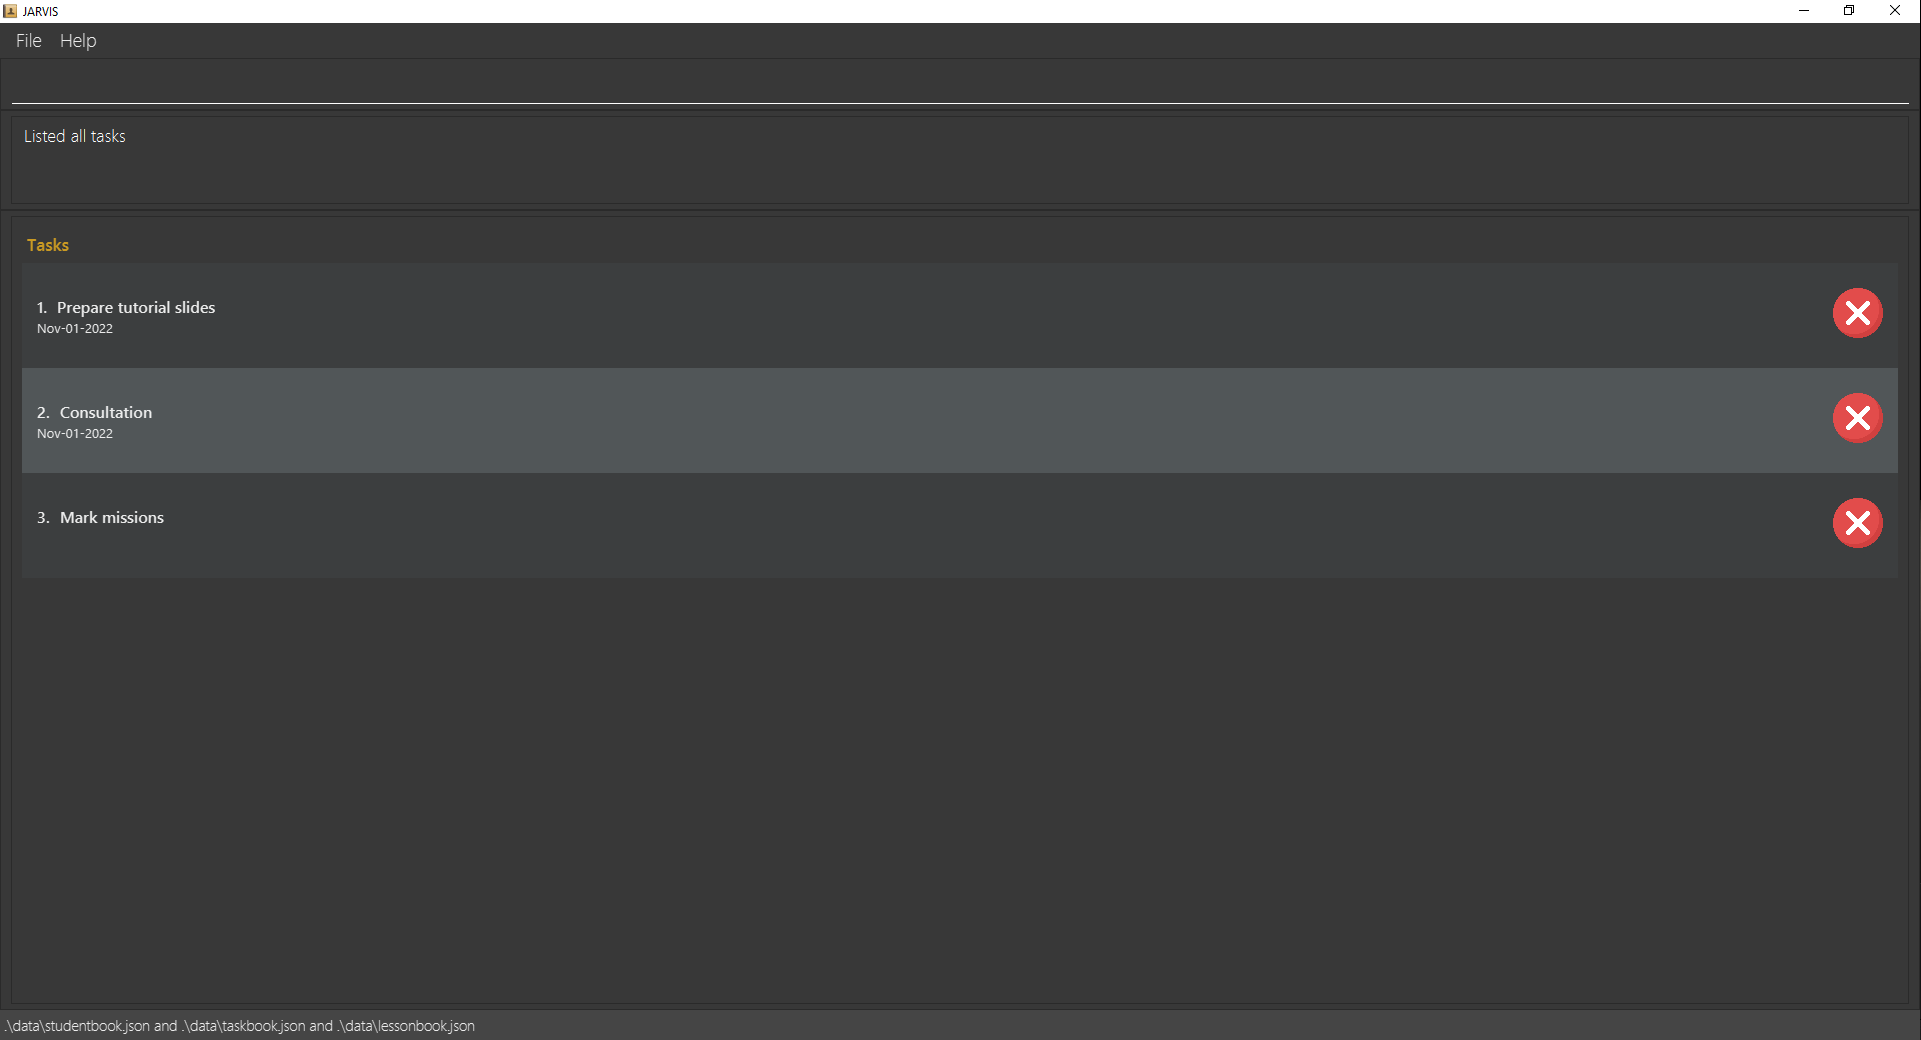 JARVIS
File Help
Listed all tasks
Tasks
1. Prepare tutorial slides
Nov-01-2022
2. Consultation
Nov-01-2022
3. Mark missions
.\data\studentbook.json and .\data\taskbook.json and .\data\lessonbook.json